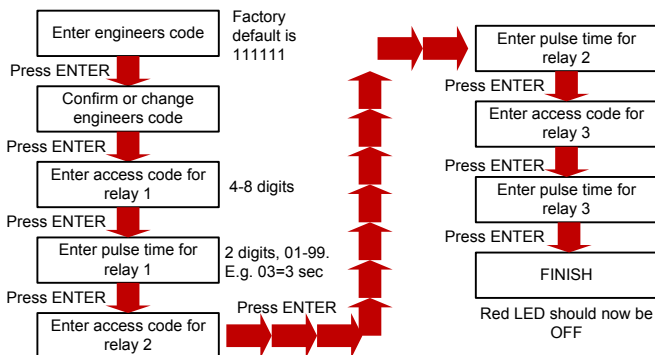 Enter engineers code
Factory
default is
111111
Press ENTER
Confirm or change
engineers code
Press ENTER
Enter access code for
relay 1
4-8 digits
Press ENTER
Enter pulse time for
relay 1
2 digits, 01-99.
E.g. 03=3 sec
Press ENTER
Enter access code for
relay 2
Press ENTER
Enter pulse time for
relay 2
Press ENTER
Enter access code for
relay 3
Press ENTER
Enter pulse time for
relay 3
Press ENTER
FINISH
Red LED should now be
OFF